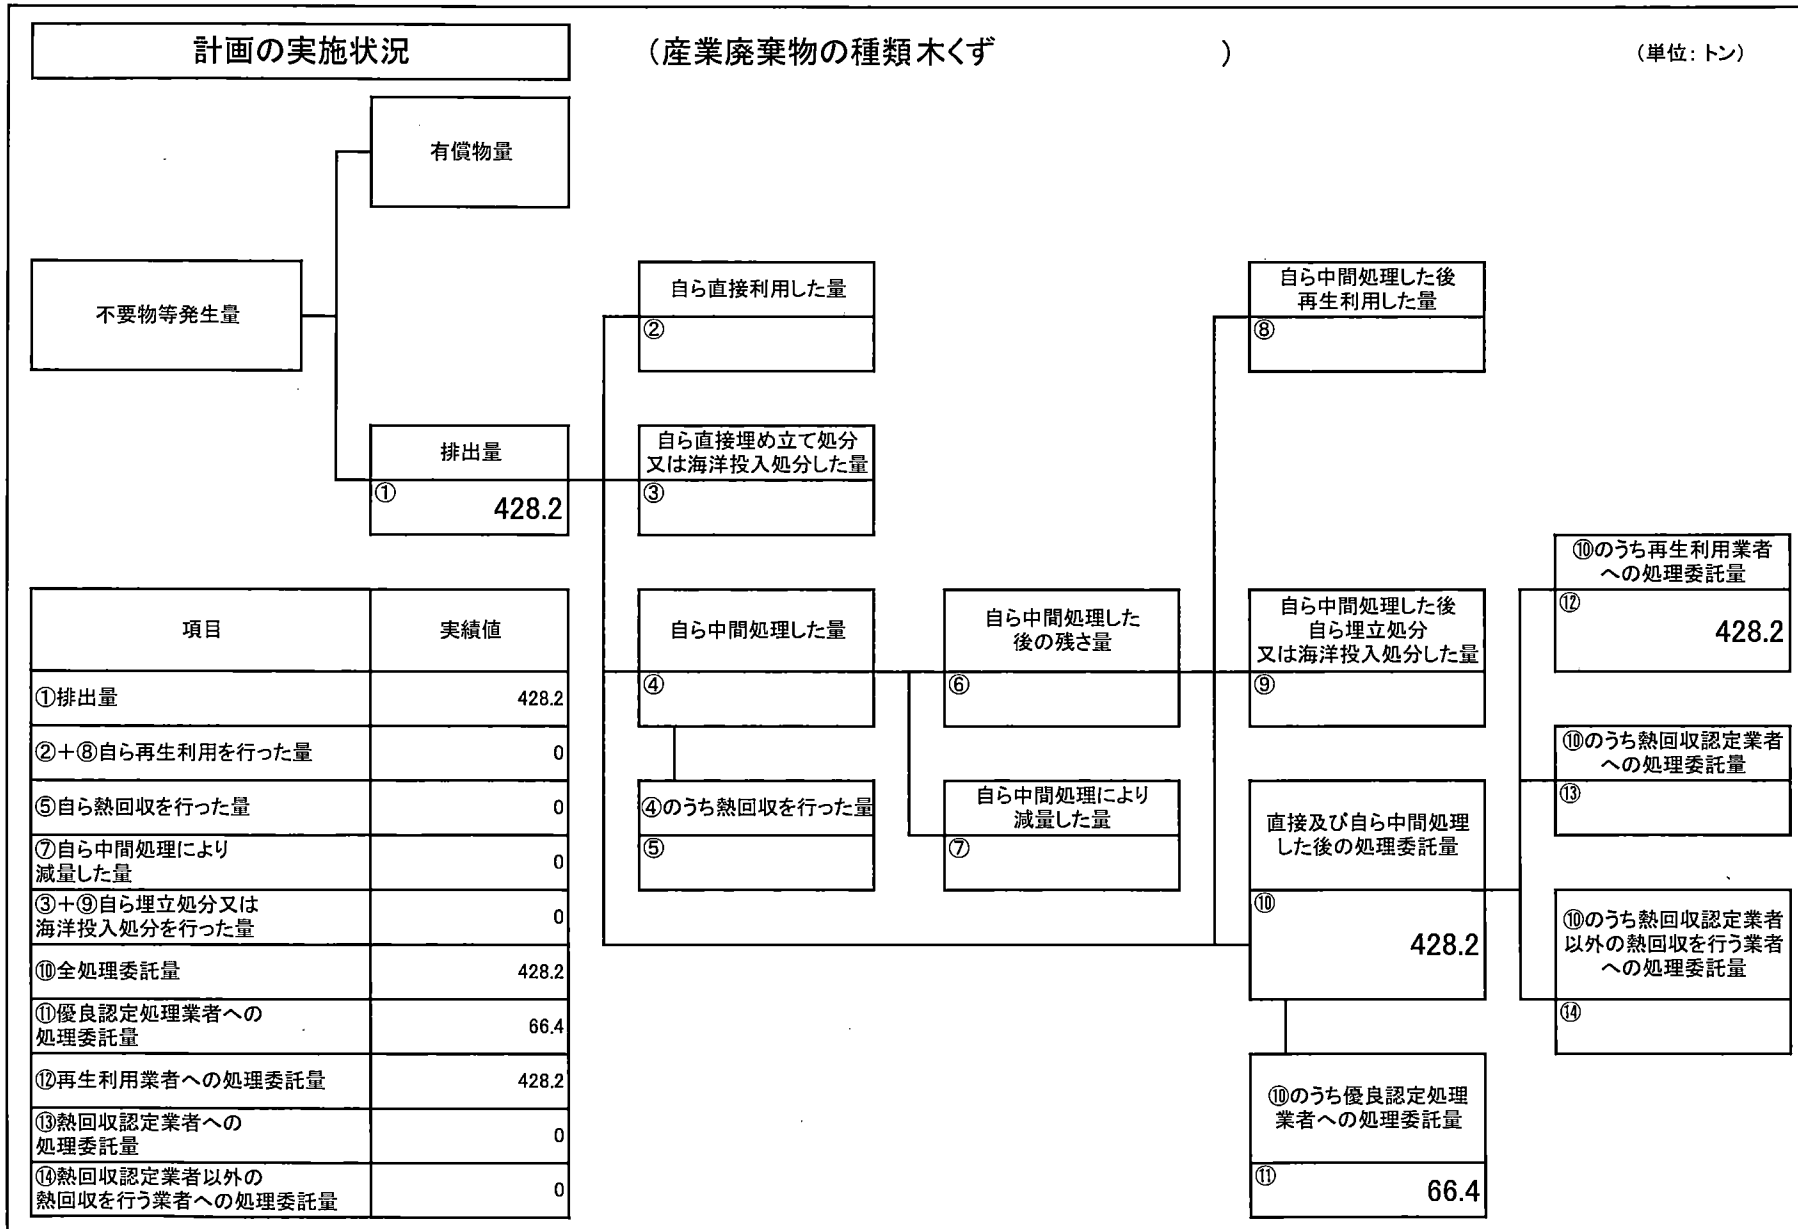 計画の実施状況
（産業廃棄物の種類 木くず　　　　　　　）
（単位：トン）
有償物量
不要物等発生量
自ら直接利用した量
②
自ら中間処理した後
再生利用した量
⑧
排出量
①
428.2
自ら直接埋め立て処分
又は海洋投入処分した量
③
⑩のうち再生利用業者
への処理委託量
⑫
428.2
自ら中間処理した量
④
自ら中間処理した
後の残さ量
⑥
自ら中間処理した後
自ら埋立処分
又は海洋投入処分した量
⑨
⑩のうち熱回収認定業者
への処理委託量
⑬
④のうち熱回収を行った量
⑤
自ら中間処理により
減量した量
⑦
直接及び自ら中間処理
した後の処理委託量
⑩
428.2
⑩のうち熱回収認定業者
以外の熱回収を行う業者
への処理委託量
⑭
⑩のうち優良認定処理
業者への処理委託量
⑪
66.4
項目 実績値
①排出量 428.2
②＋⑧自ら再生利用を行った量 0
⑤自ら熱回収を行った量 0
⑦自ら中間処理により
減量した量 0
③＋⑨自ら埋立処分又は
海洋投入処分を行った量 0
⑩全処理委託量 428.2
⑪優良認定処理業者への
処理委託量 66.4
⑫再生利用業者への処理委託量 428.2
⑬熱回収認定業者への
処理委託量 0
⑭熱回収認定業者以外の
熱回収を行う業者への処理委託量 0